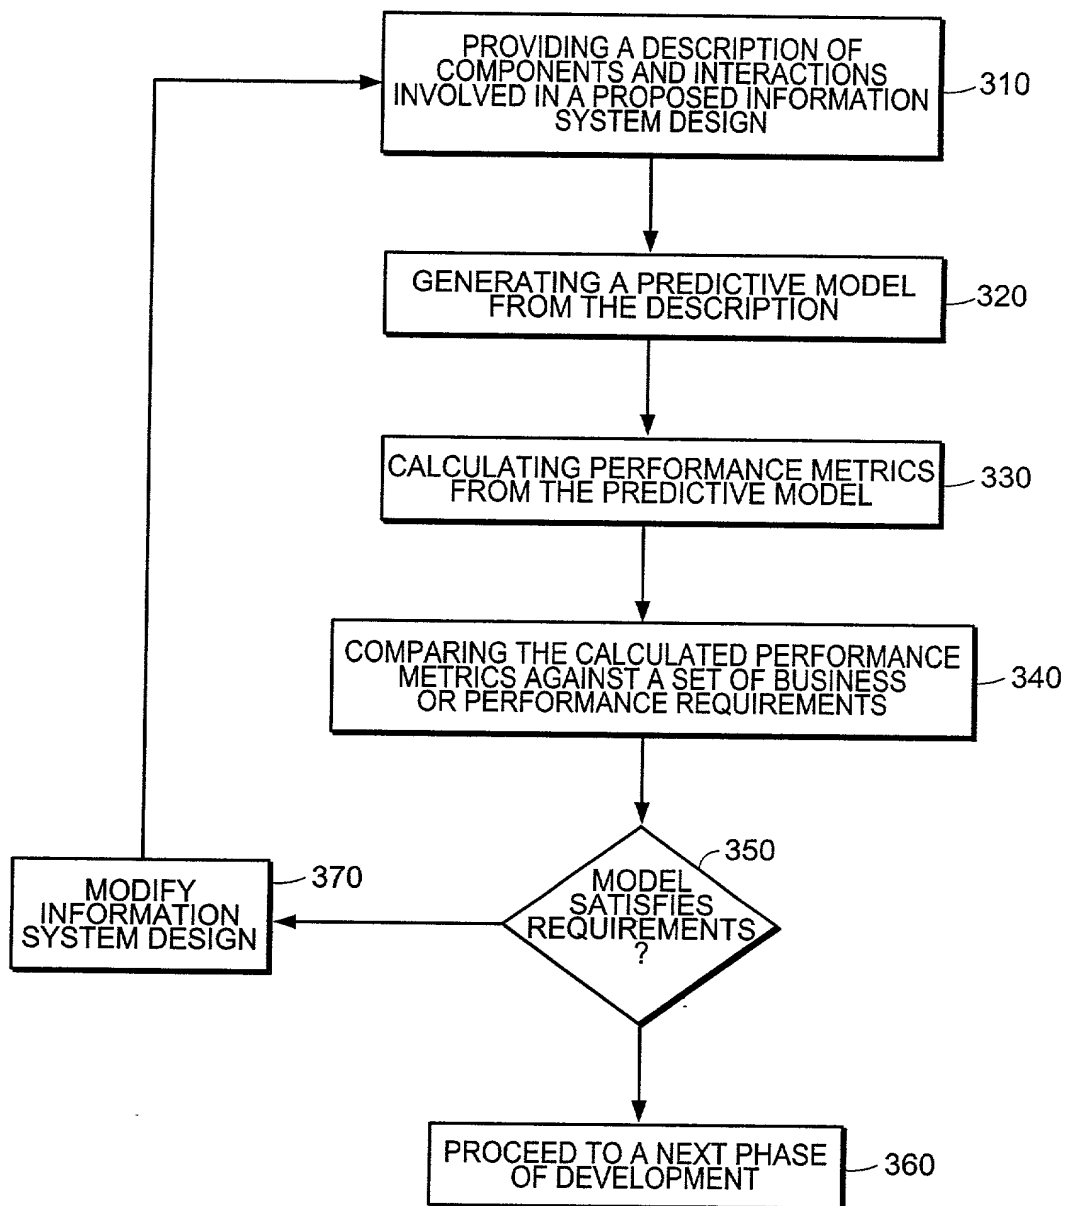 PROVIDING A DESCRIPTION OF
COMPONENTS AND INTERACTIONS
INVOLVED IN A PROPOSED INFORMATION
SYSTEM DESIGN
310
GENERATING A PREDICTIVE MODEL
FROM THE DESCRIPTION
320
CALCULATING PERFORMANCE METRICS
FROM THE PREDICTIVE MODEL
330
COMPARING THE CALCULATED PERFORMANCE
METRICS AGAINST A SET OF BUSINESS
OR PERFORMANCE REQUIREMENTS
340
350
MODEL
SATISFIES
REQUIREMENTS
?
370
MODIFY
INFORMATION
SYSTEM DESIGN
PROCEED TO A NEXT PHASE
OF DEVELOPMENT
360